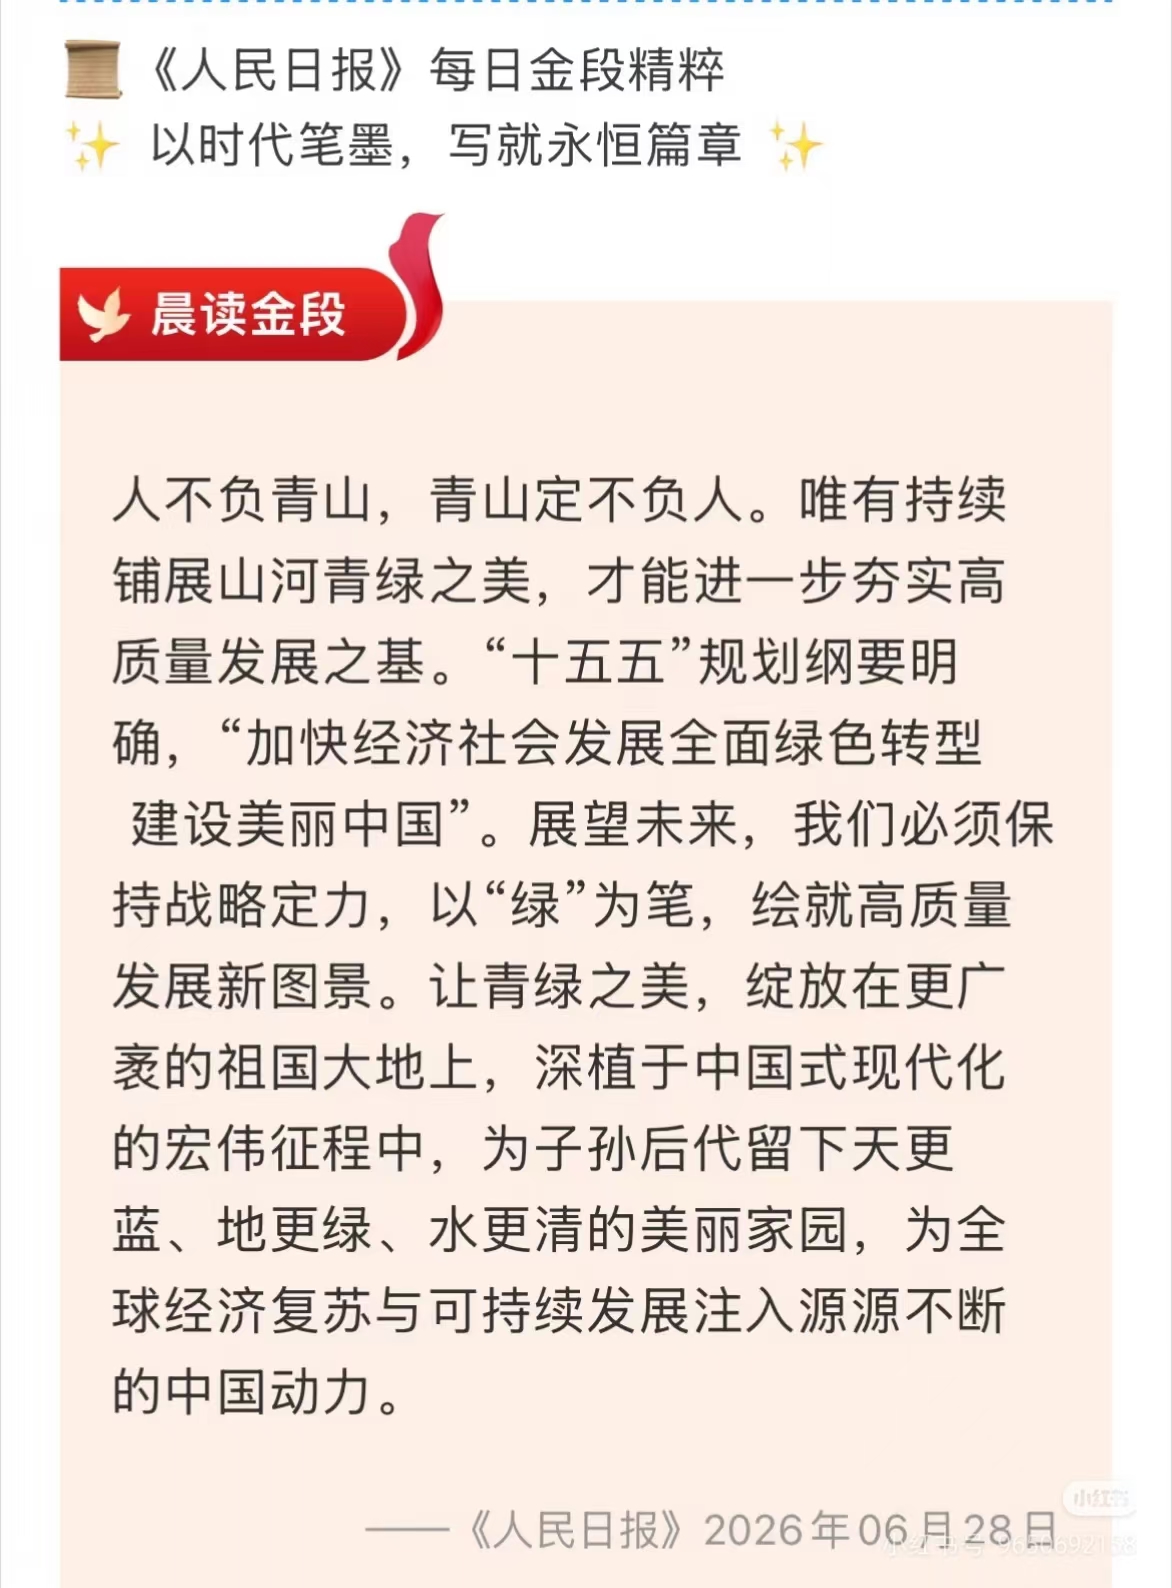 《人民日报》每日金段精粹
以时代笔墨，写就永恒篇章
晨读金段
人不负青山，青山定不负人。唯有持续
铺展山河青绿之美，才能进一步夯实高
质量发展之基。“十五五”规划纲要明
确，“加快经济社会发展全面绿色转型
建设美丽中国”。展望未来，我们必须保
持战略定力，以“绿”为笔，绘就高质量
发展新图景。让青绿之美，绽放在更广
袤的祖国大地上，深植于中国式现代化
的宏伟征程中，为子孙后代留下天更
蓝、地更绿、水更清的美丽家园，为全
球经济复苏与可持续发展注入源源不断
的中国动力。
小红书
——《人民日报》2026年06月28日
小红书号 9650692158